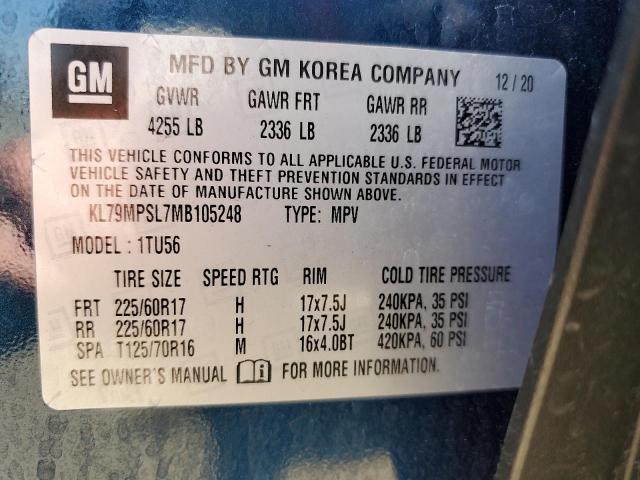 GM MFD BY GM KOREA COMPANY 12/20
GVWR GAWR FRT GAWR RR
4255 LB 2336 LB 2336 LB
THIS VEHICLE CONFORMS TO ALL APPLICABLE U.S. FEDERAL MOTOR
VEHICLE SAFETY AND THEFT PREVENTION STANDARDS IN EFFECT
ON THE DATE OF MANUFACTURE SHOWN ABOVE.
KL79MPSL7MB105248 TYPE: MPV
MODEL: 1TU56
TIRE SIZE SPEED RTG RIM COLD TIRE PRESSURE
FRT 225/60R17 H 17x7.5J 240KPA, 35 PSI
RR 225/60R17 H 17x7.5J 240KPA, 35 PSI
SPA T125/70R16 M 16x4.0BT 420KPA, 60 PSI
SEE OWNER'S MANUAL FOR MORE INFORMATION.